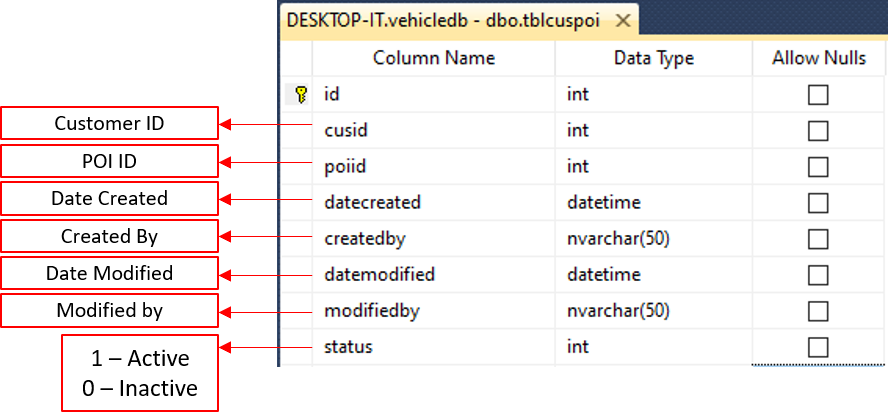 DESKTOP-IT.vehicledb - dbo.tblcuspoi
Column Name Data Type Allow Nulls
id int
Customer ID cusid int
POI ID poiid int
Date Created datecreated datetime
Created By createdby nvarchar(50)
Date Modified datemodified datetime
Modified by modifiedby nvarchar(50)
status int
1 – Active
0 – Inactive